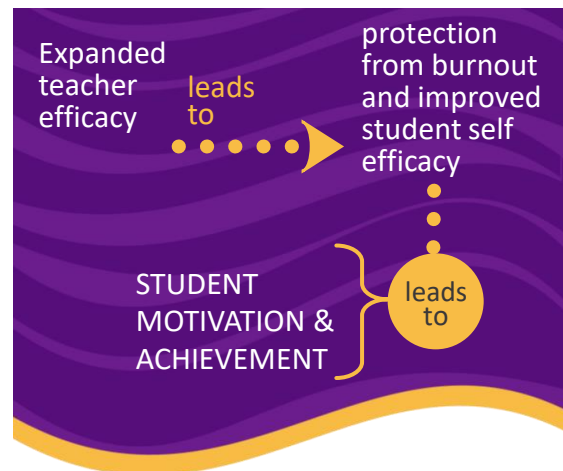 Expanded
teacher
efficacy
leads
to
protection
from burnout
and improved
student self
efficacy
leads
to
STUDENT
MOTIVATION &
ACHIEVEMENT